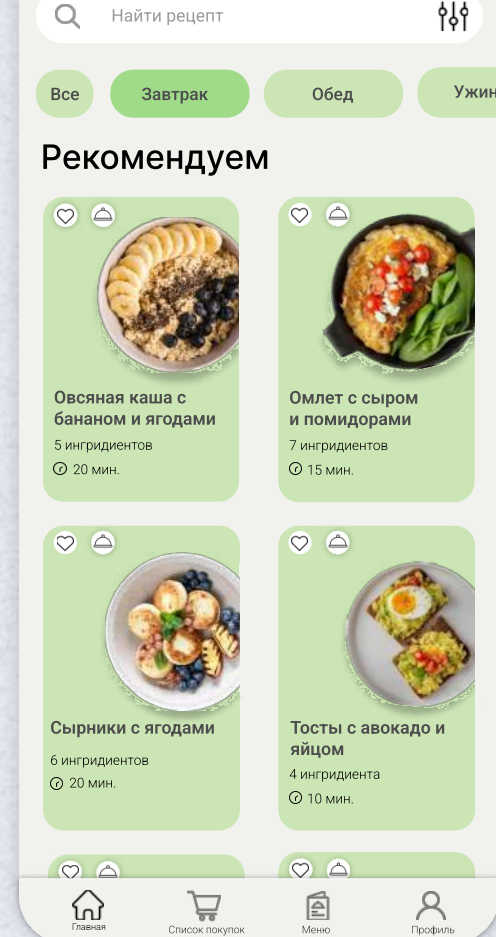 Найти рецепт
Все
Завтрак
Обед
Ужин
Рекомендуем
Овсяная каша с
бананом и ягодами
5 ингридиентов
20 мин.
Омлет с сыром
и помидорами
7 ингридиентов
15 мин.
Сырники с ягодами
6 ингридиентов
20 мин.
Тосты с авокадо и
яйцом
4 ингридиента
10 мин.
Главная
Список покупок
Меню
Профиль